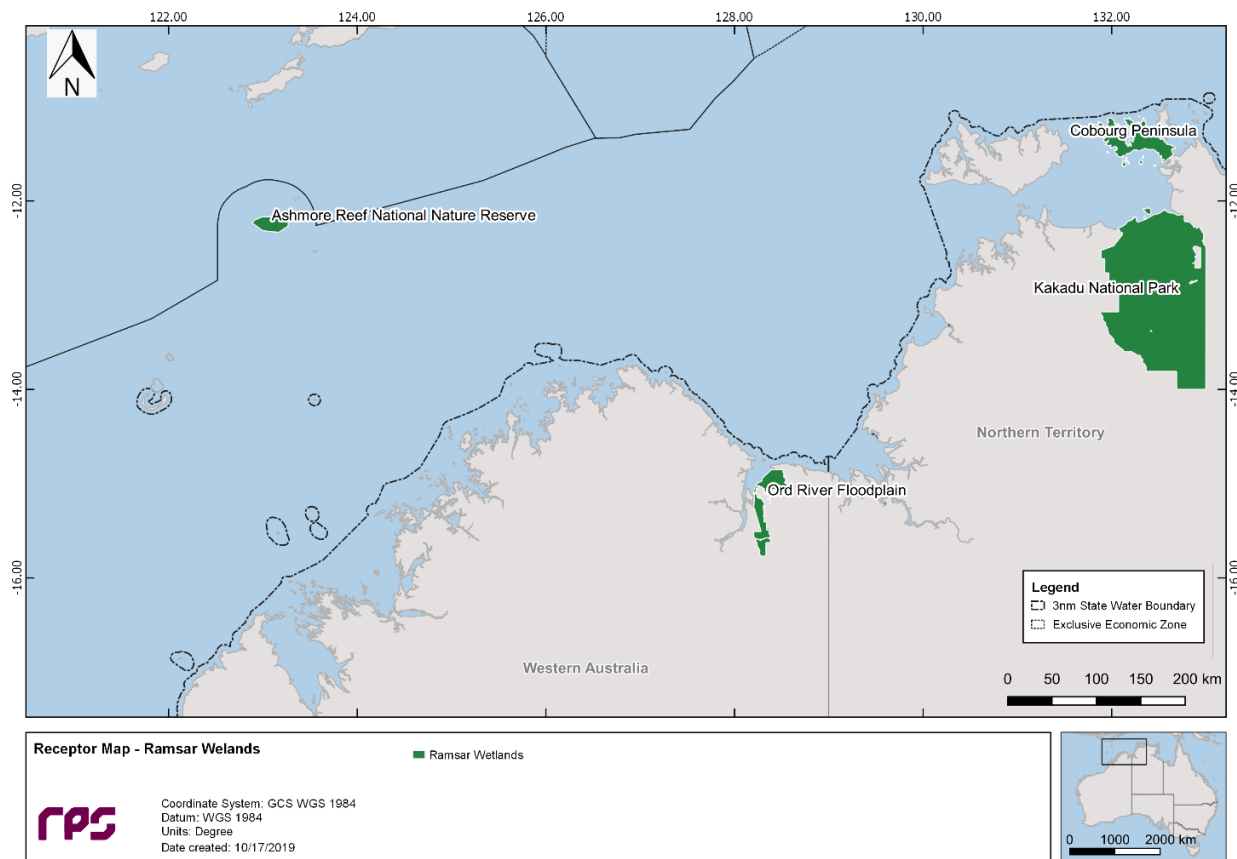 122.00 124.00 126.00 128.00 130.00 132.00
N
Cobourg Peninsula
-12.00 -12.00
Ashmore Reef National Nature Reserve
Kakadu National Park
-14.00 -14.00
Northern Territory
Ord River Floodplain
-16.00 -16.00
Legend
3nm State Water Boundary
Exclusive Economic Zone
Western Australia
0 50 100 150 200 km
Receptor Map - Ramsar Welands
Ramsar Wetlands
rps
Coordinate System: GCS WGS 1984
Datum: WGS 1984
Units: Degree
Date created: 10/17/2019
0 1000 2000 km